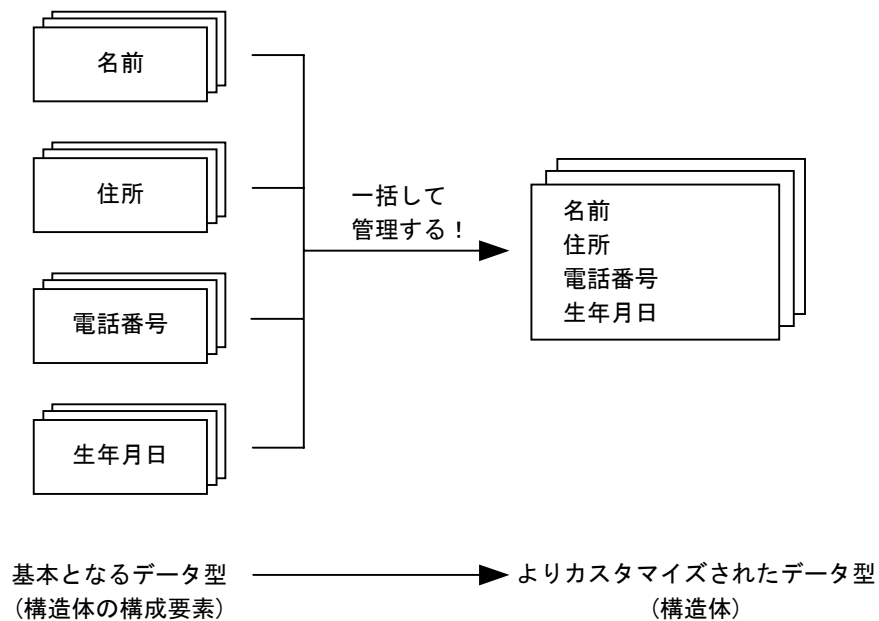 名前
住所
電話番号
生年月日
一括して
管理する！
名前
住所
電話番号
生年月日
基本となるデータ型
(構造体の構成要素)
よりカスタマイズされたデータ型
(構造体)